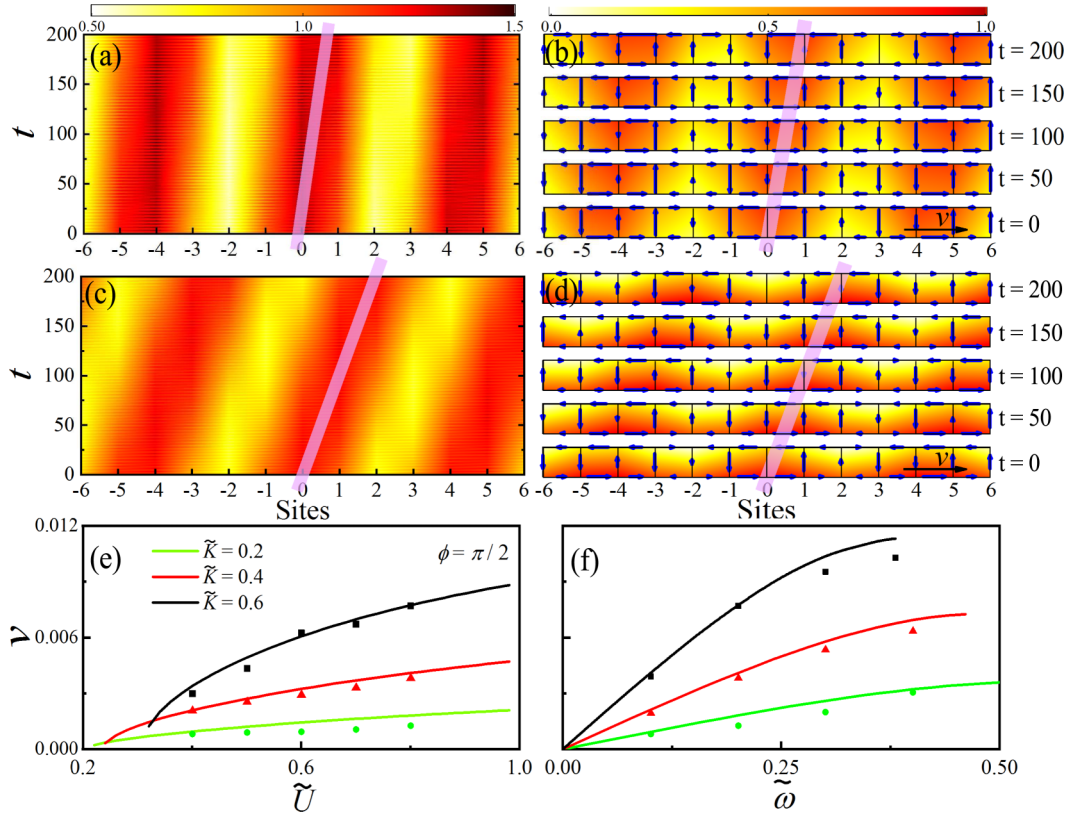 0.50 1.0 1.5
0.0 0.5 1.0
200
150
100
50
0
t
(a)
-6 -5 -4 -3 -2 -1 0 1 2 3 4 5 6
(b)
t = 200
t = 150
t = 100
t = 50
t = 0
v
-6 -5 -4 -3 -2 -1 0 1 2 3 4 5 6
200
150
100
50
0
t
(c)
-6 -5 -4 -3 -2 -1 0 1 2 3 4 5 6
Sites
(d)
t = 200
t = 150
t = 100
t = 50
t = 0
v
-6 -5 -4 -3 -2 -1 0 1 2 3 4 5 6
Sites
0.012
0.006
0.000
v
(e)
K̃ = 0.2
K̃ = 0.4
K̃ = 0.6
ϕ = π / 2
0.2 0.4 0.6 0.8 1.0
Ũ
(f)
0.00 0.25 0.50
ω̃